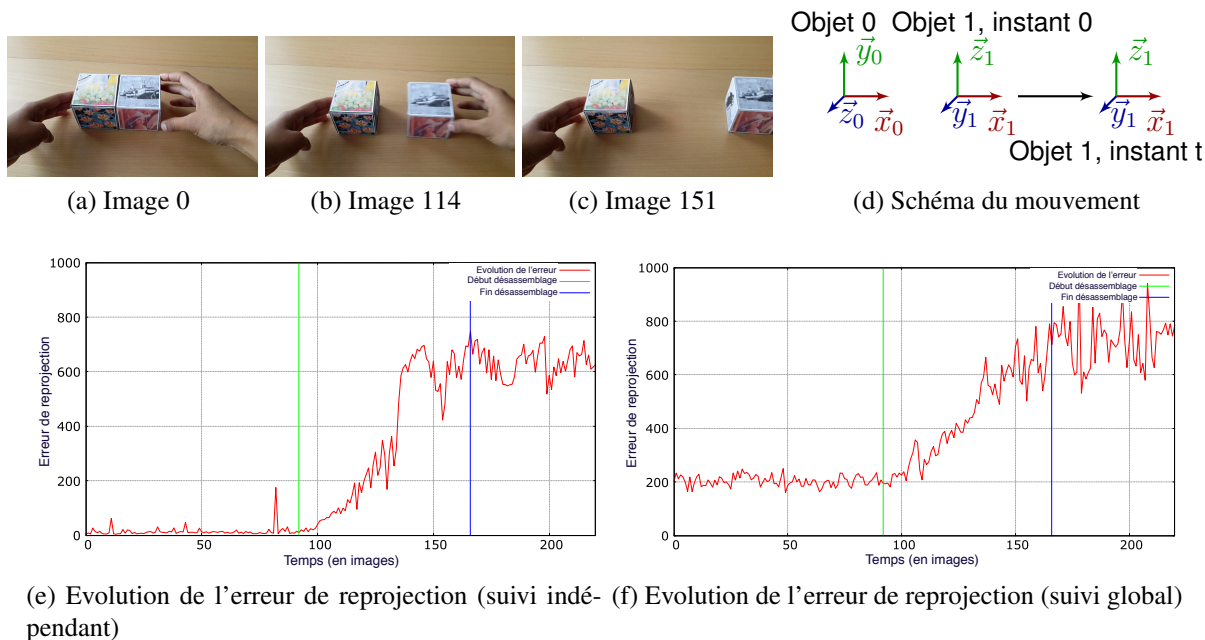 Objet 0 Objet 1, instant 0
y⃗0 z⃗1 z⃗1
z⃗0 x⃗0 y⃗1 x⃗1 y⃗1 x⃗1
Objet 1, instant t
(a) Image 0 (b) Image 114 (c) Image 151 (d) Schéma du mouvement
1000
800
600
400
200
0
0 50 100 150 200
Erreur de reprojection
Temps (en images)
Evolution de l'erreur
Début désassemblage
Fin désassemblage
1000
800
600
400
200
0
0 50 100 150 200
Erreur de reprojection
Temps (en images)
Evolution de l'erreur
Début désassemblage
Fin désassemblage
(e) Evolution de l'erreur de reprojection (suivi indé-
pendant)
(f) Evolution de l'erreur de reprojection (suivi global)